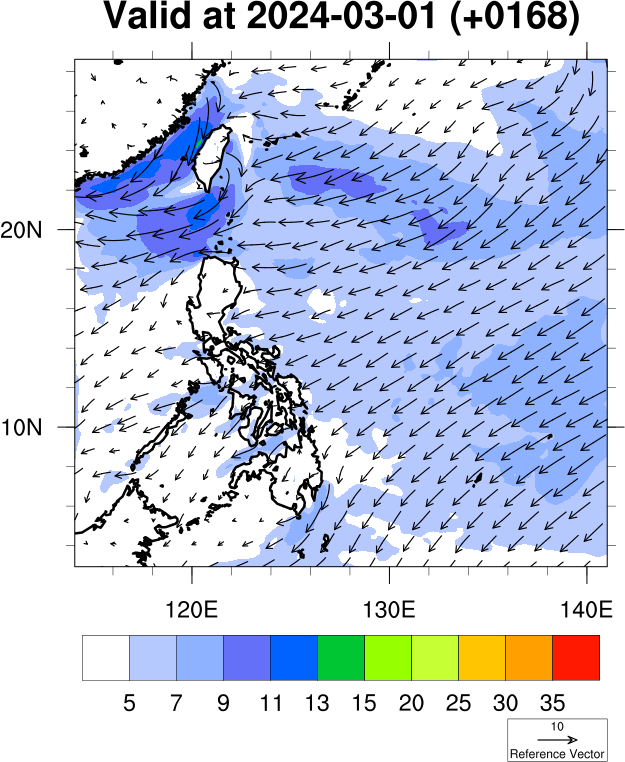 Valid at 2024-03-01 (+0168)
20N
10N
120E 130E 140E
5 7 9 11 13 15 20 25 30 35
10
Reference Vector